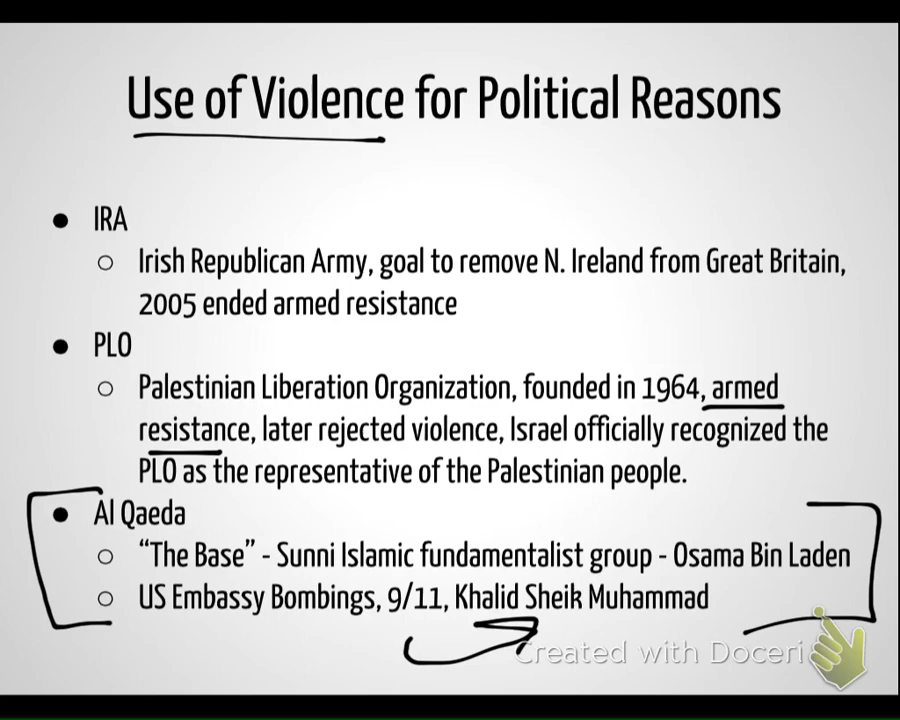 Use of Violence for Political Reasons
● IRA
○ Irish Republican Army, goal to remove N. Ireland from Great Britain,
2005 ended armed resistance
● PLO
○ Palestinian Liberation Organization, founded in 1964, armed
resistance, later rejected violence, Israel officially recognized the
PLO as the representative of the Palestinian people.
● Al Qaeda
○ “The Base” - Sunni Islamic fundamentalist group - Osama Bin Laden
○ US Embassy Bombings, 9/11, Khalid Sheik Muhammad
Created with Doceri